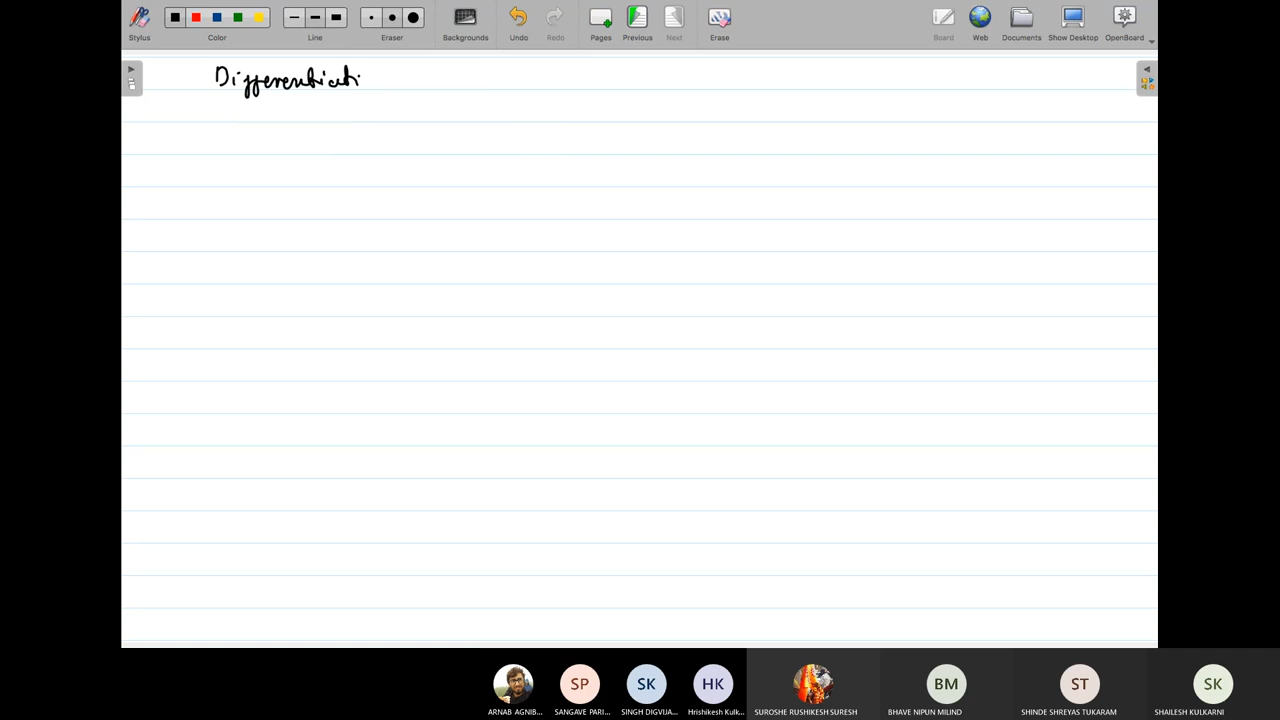 Stylus
Color
Line
Eraser
Backgrounds
Undo
Redo
Pages
Previous
Next
Erase
Board
Web
Documents
Show Desktop
OpenBoard
Differentiati
SP
SK
HK
BM
ST
SK
ARNAB AGNIB...
SANGAVE PARI...
SINGH DIGVIJA...
Hrishikesh Kulk...
SUROSHE RUSHIKESH SURESH
BHAVE NIPUN MILIND
SHINDE SHREYAS TUKARAM
SHAILESH KULKARNI